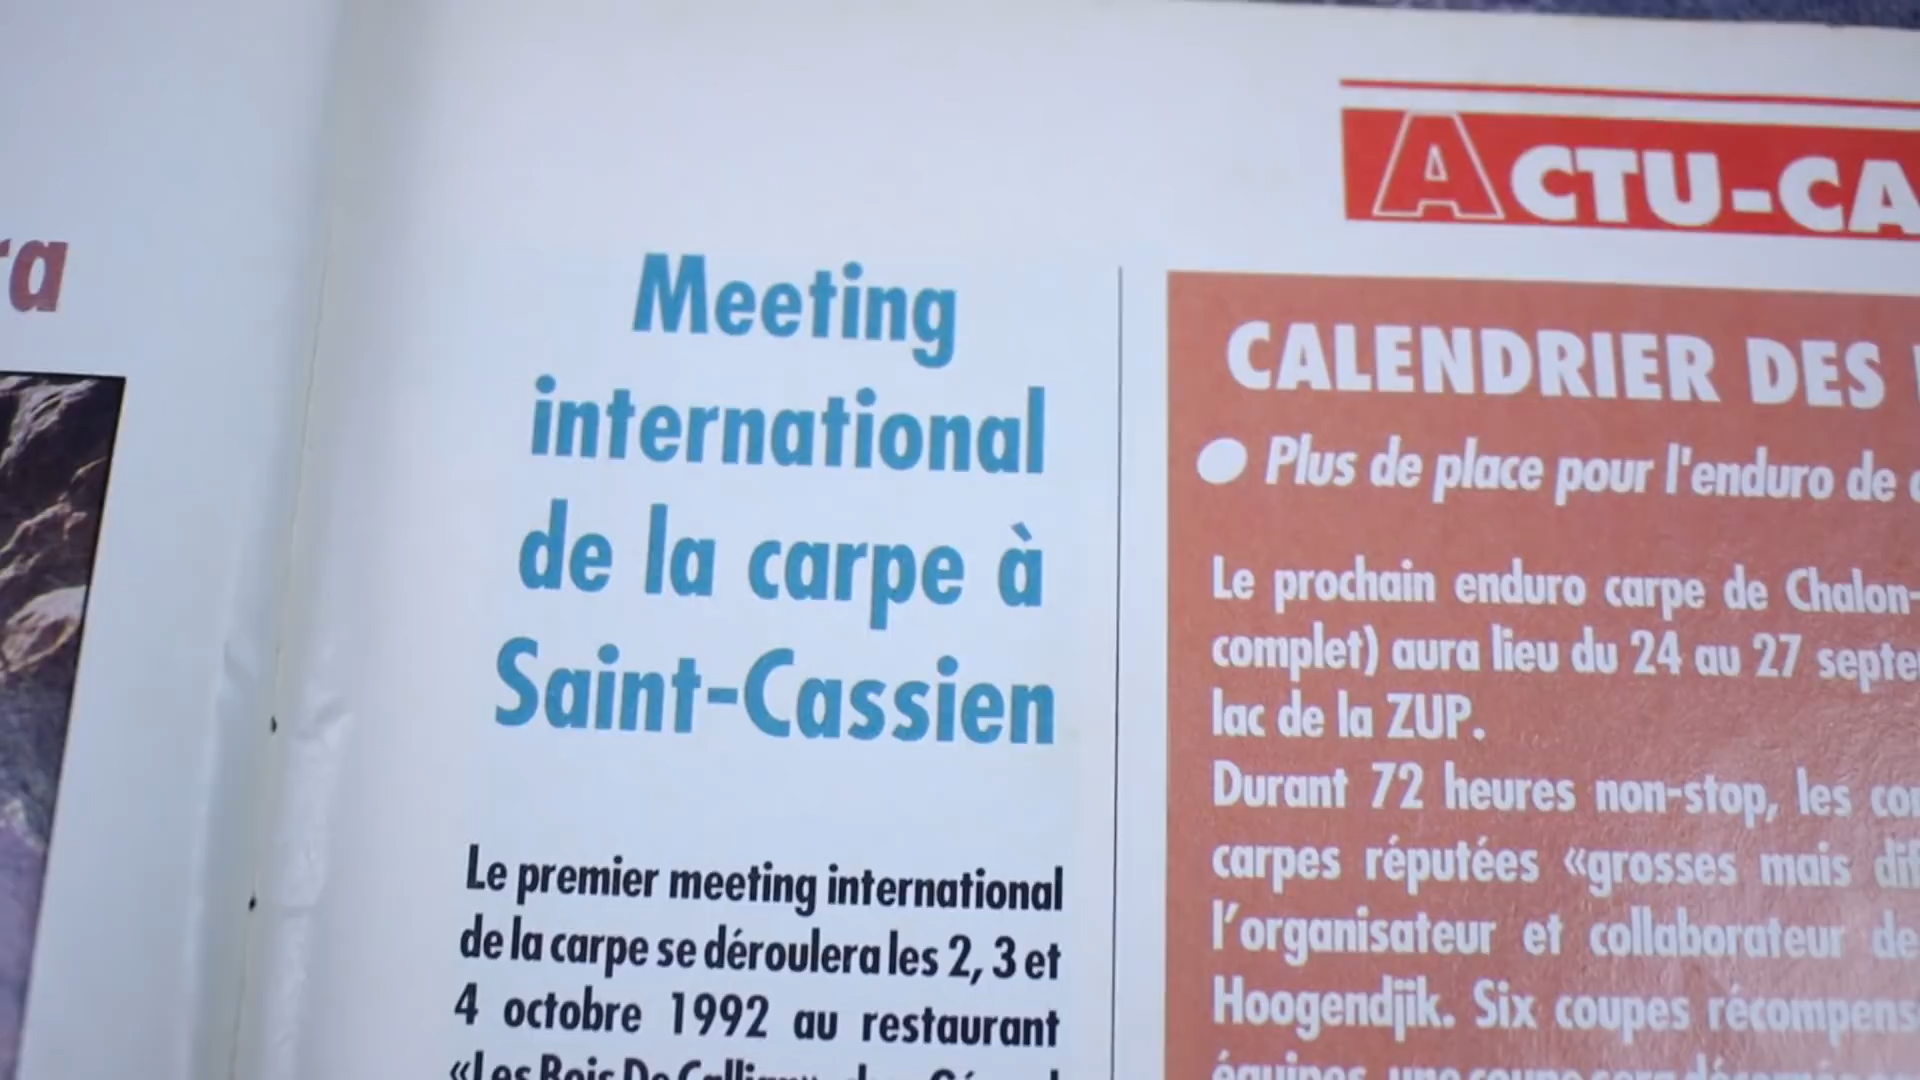 Meeting
international
de la carpe à
Saint-Cassien
Le premier meeting international
de la carpe se déroulera les 2, 3 et
4 octobre 1992 au restaurant
ACTU-CA
CALENDRIER DES
Plus de place pour l'enduro de
Le prochain enduro carpe de Chalon-
complet) aura lieu du 24 au 27 septe
lac de la ZUP.
Durant 72 heures non-stop, les
carpes réputées «grosses mais
l'organisateur et collaborateur de
Hoogendjik. Six coupes récompens